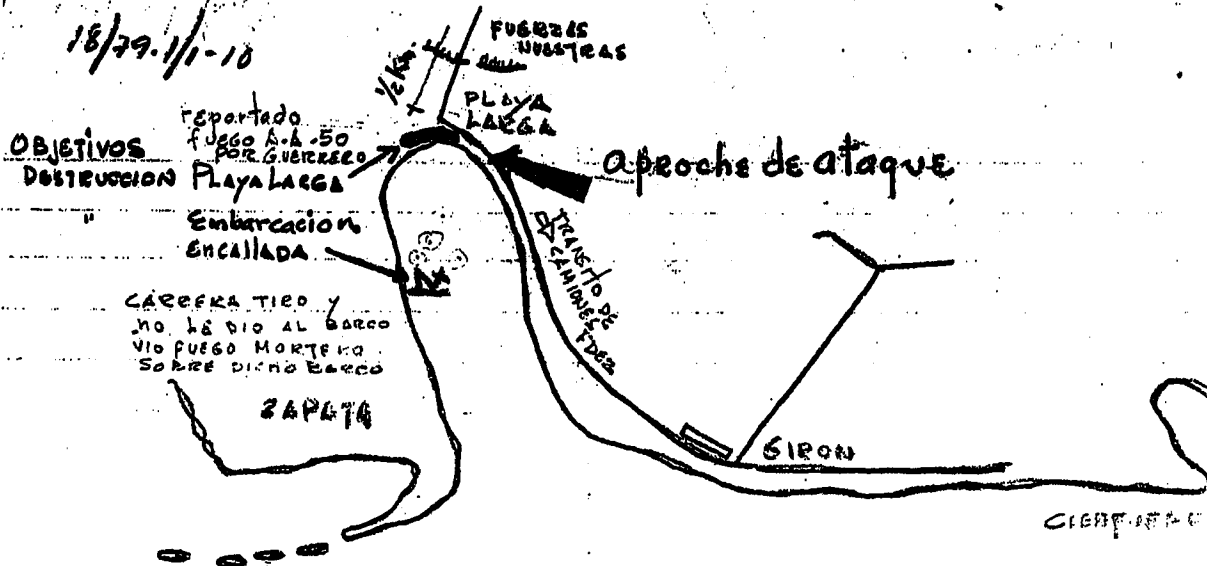 18/79.1/1-10
FUERZAS
NUESTRAS
1/2 Km.
PLAYA
LARGA
reportado
fuego A.A .50
POR GUERRERO
OBJETIVOS
DESTRUCCION PLAYA LARGA
"
Embarcacion
ENCALLADA
aproche de ataque
TRANSITO DE
CAMIONES
CARRERA TIRO Y
NO LE DIO AL BARCO
VIO FUEGO MORTERO
SOBRE DICHO BARCO
ZAPATA
GIRON